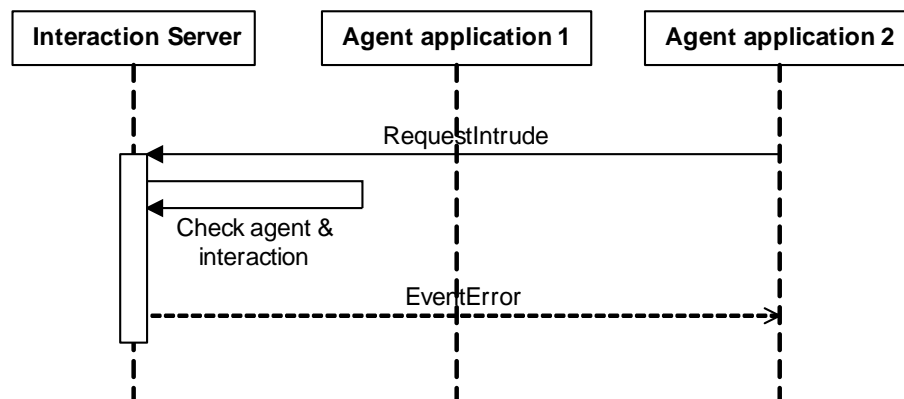 Interaction Server
Agent application 1
Agent application 2
RequestIntrude
Check agent &
interaction
EventError